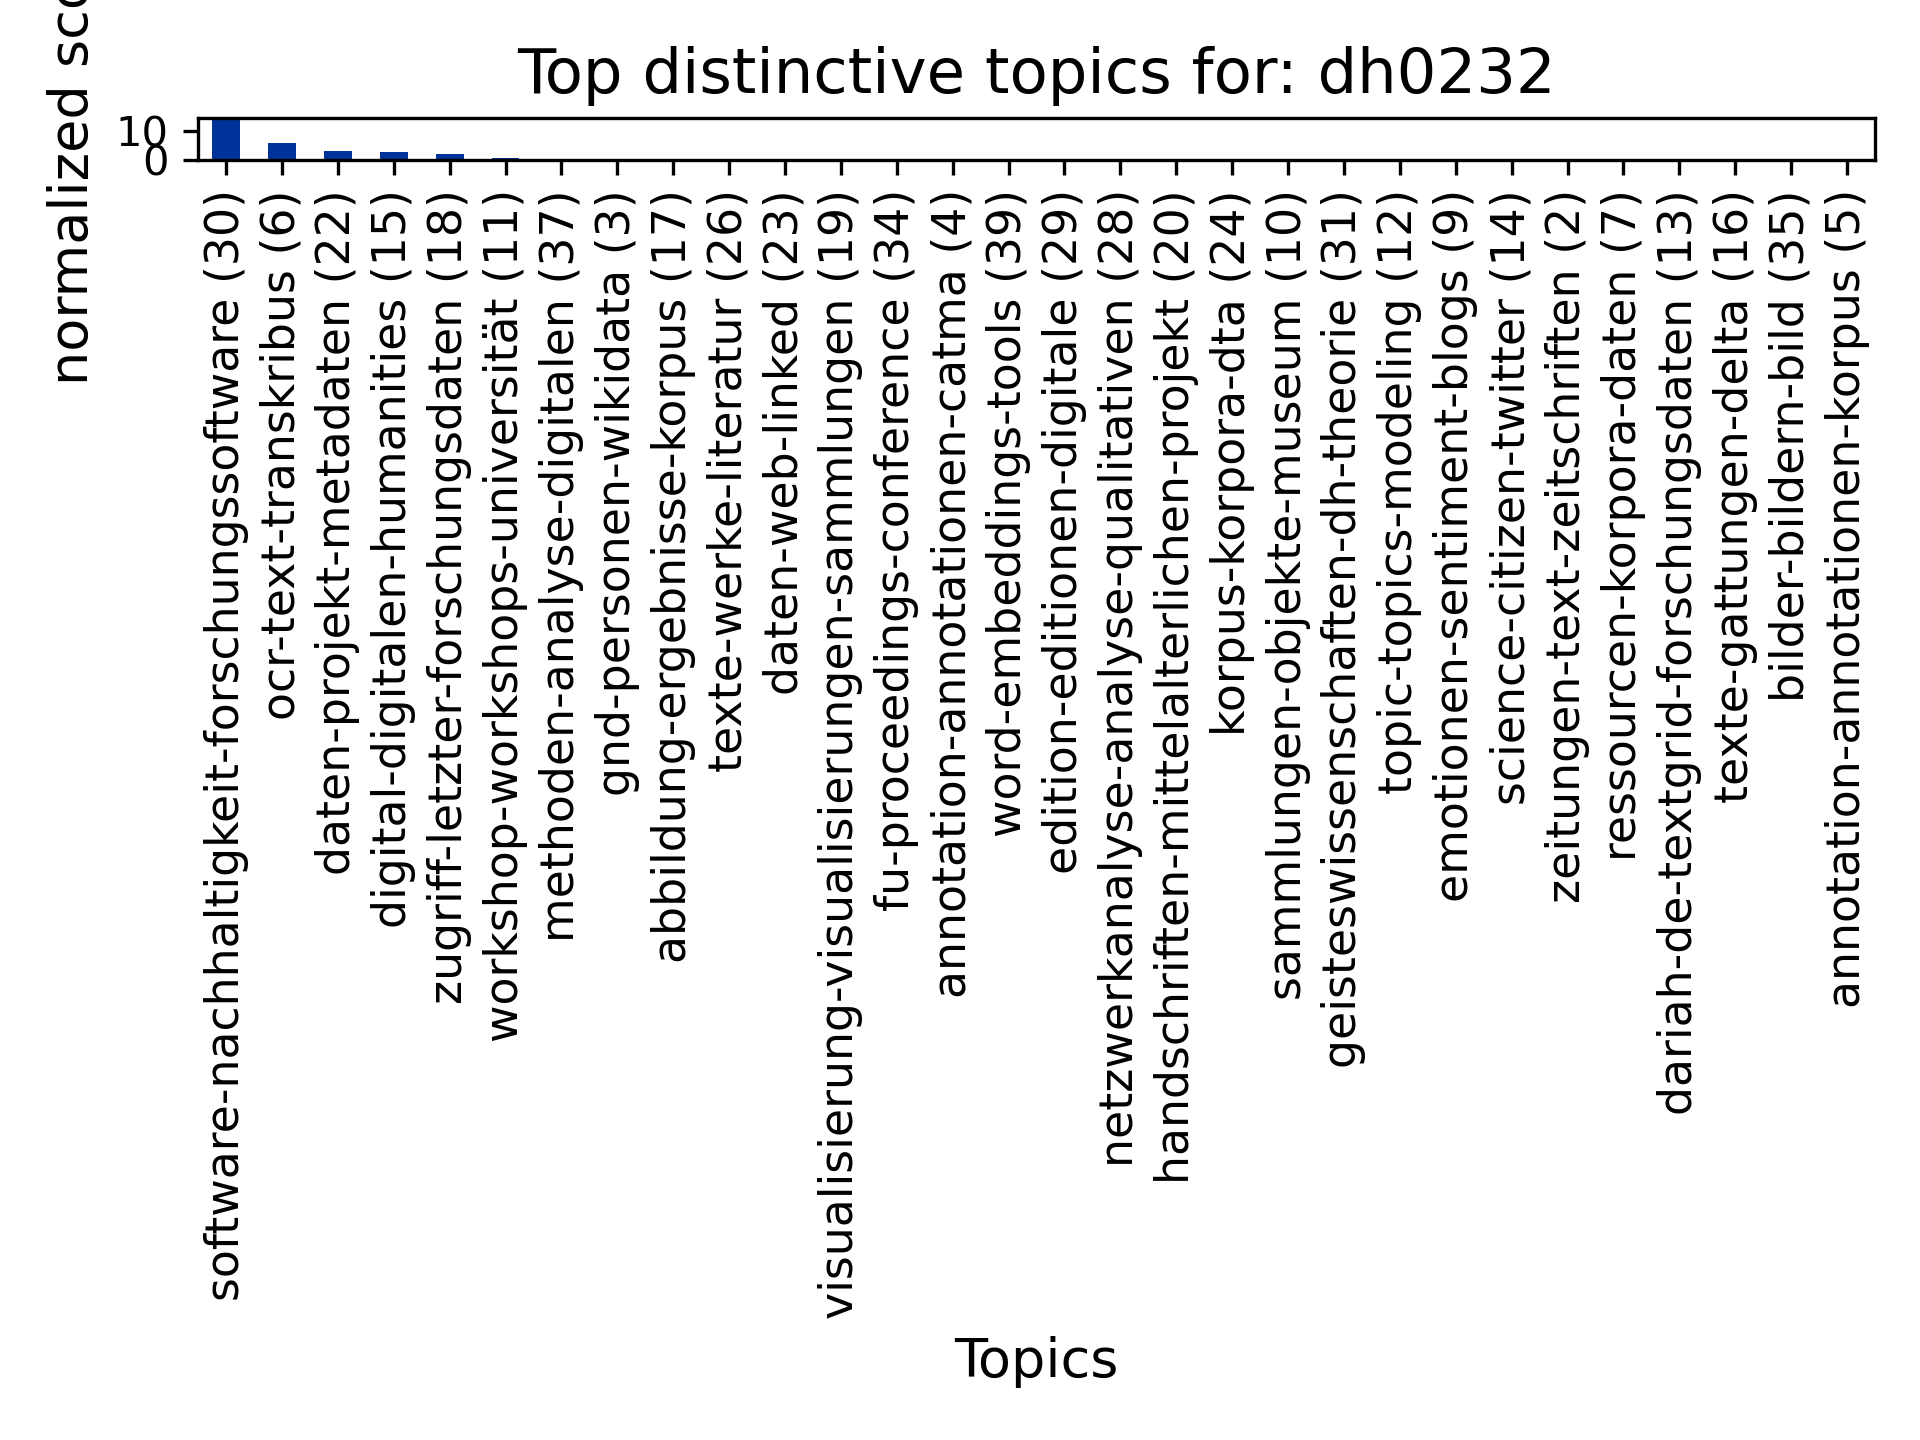 Top distinctive topics for: dh0232
normalized
10
0
software-nachhaltigkeit-forschungssoftware (30)
ocr-text-transkribus (6)
daten-projekt-metadaten (22)
digital-digitalen-humanities (15)
zugriff-letzter-forschungsdaten (18)
workshop-workshops-universität (11)
methoden-analyse-digitalen (37)
gnd-personen-wikidata (3)
abbildung-ergebnisse-korpus (17)
texte-werke-literatur (26)
daten-web-linked (23)
visualisierung-visualisierungen-sammlungen (19)
fu-proceedings-conference (34)
annotation-annotationen-catma (4)
word-embeddings-tools (39)
edition-editionen-digitale (29)
netzwerkanalyse-analyse-qualitativen (28)
handschriften-mittelalterlichen-projekt (20)
korpus-korpora-dta (24)
sammlungen-objekte-museum (10)
geisteswissenschaften-dh-theorie (31)
topic-topics-modeling (12)
emotionen-sentiment-blogs (9)
science-citizen-twitter (14)
zeitungen-text-zeitschriften (2)
ressourcen-korpora-daten (7)
dariah-de-textgrid-forschungsdaten (13)
texte-gattungen-delta (16)
bilder-bildern-bild (35)
annotation-annotationen-korpus (5)
Topics